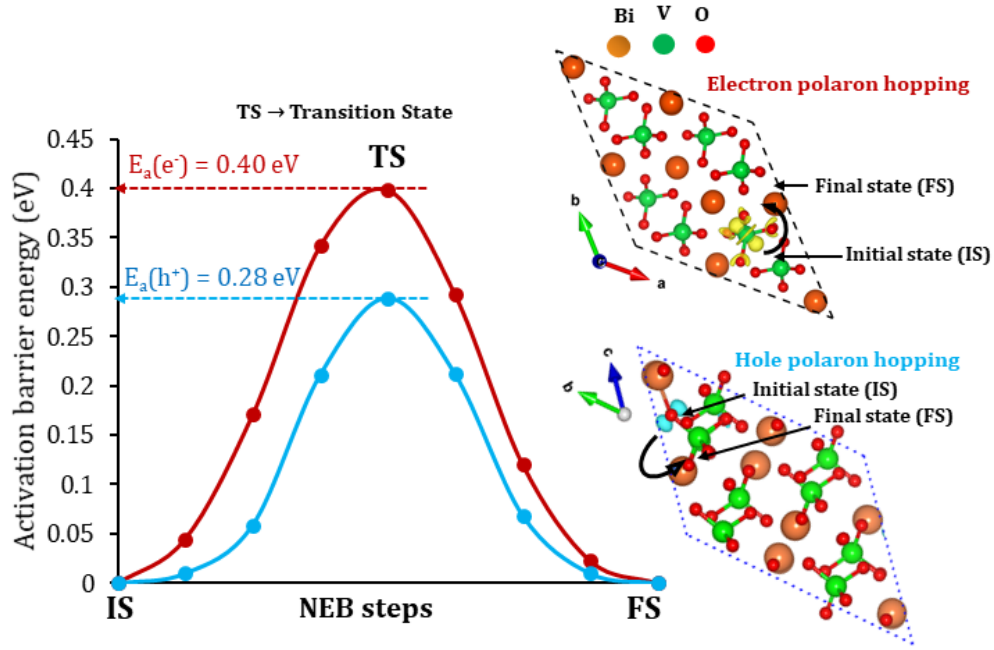 TS → Transition State
TS
0.45
0.4
0.35
0.3
0.25
0.2
0.15
0.1
0.05
0
Activation barrier energy (eV)
Eₐ(e⁻) = 0.40 eV
Eₐ(h⁺) = 0.28 eV
IS
NEB steps
FS
Bi V O
Electron polaron hopping
Final state (FS)
Initial state (IS)
b
a
Hole polaron hopping
Initial state (IS)
Final state (FS)
c
b